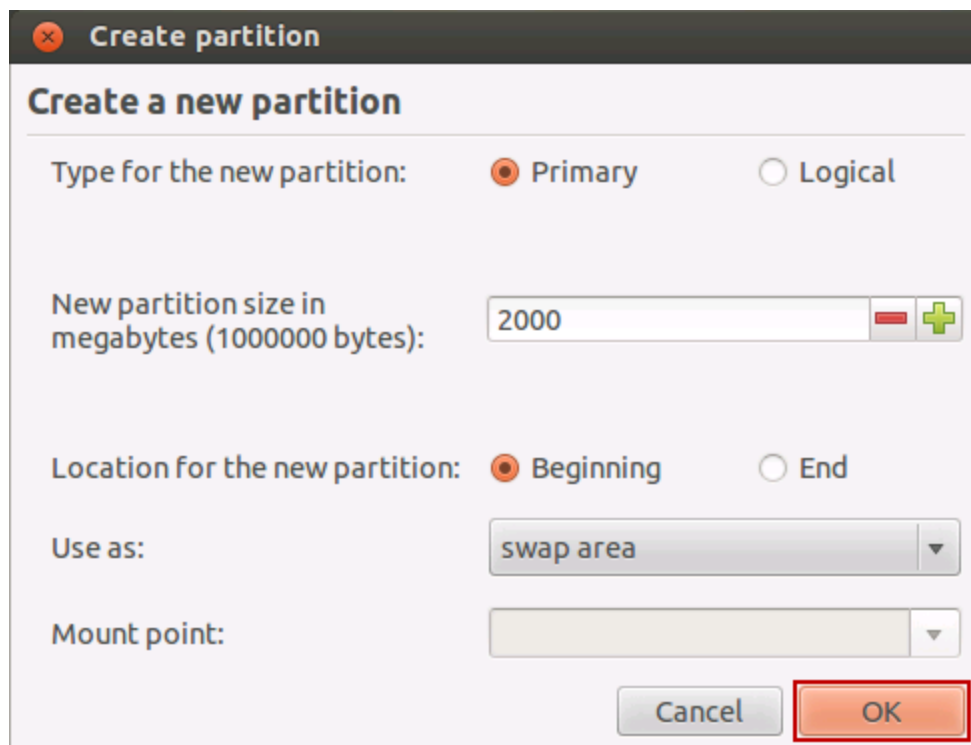 Create partition
Create a new partition
Type for the new partition: Primary Logical
New partition size in
megabytes (1000000 bytes): 2000
Location for the new partition: Beginning End
Use as: swap area
Mount point:
Cancel OK